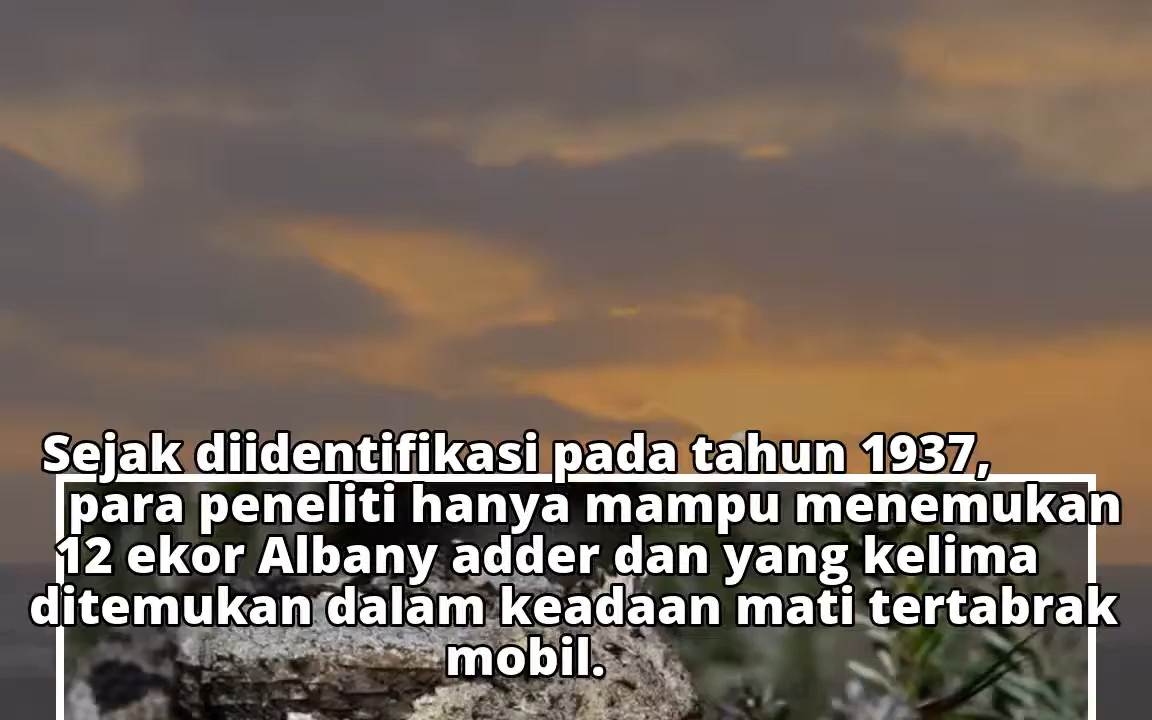 Sejak diidentifikasi pada tahun 1937,
para peneliti hanya mampu menemukan
12 ekor Albany adder dan yang kelima
ditemukan dalam keadaan mati tertabrak
mobil.